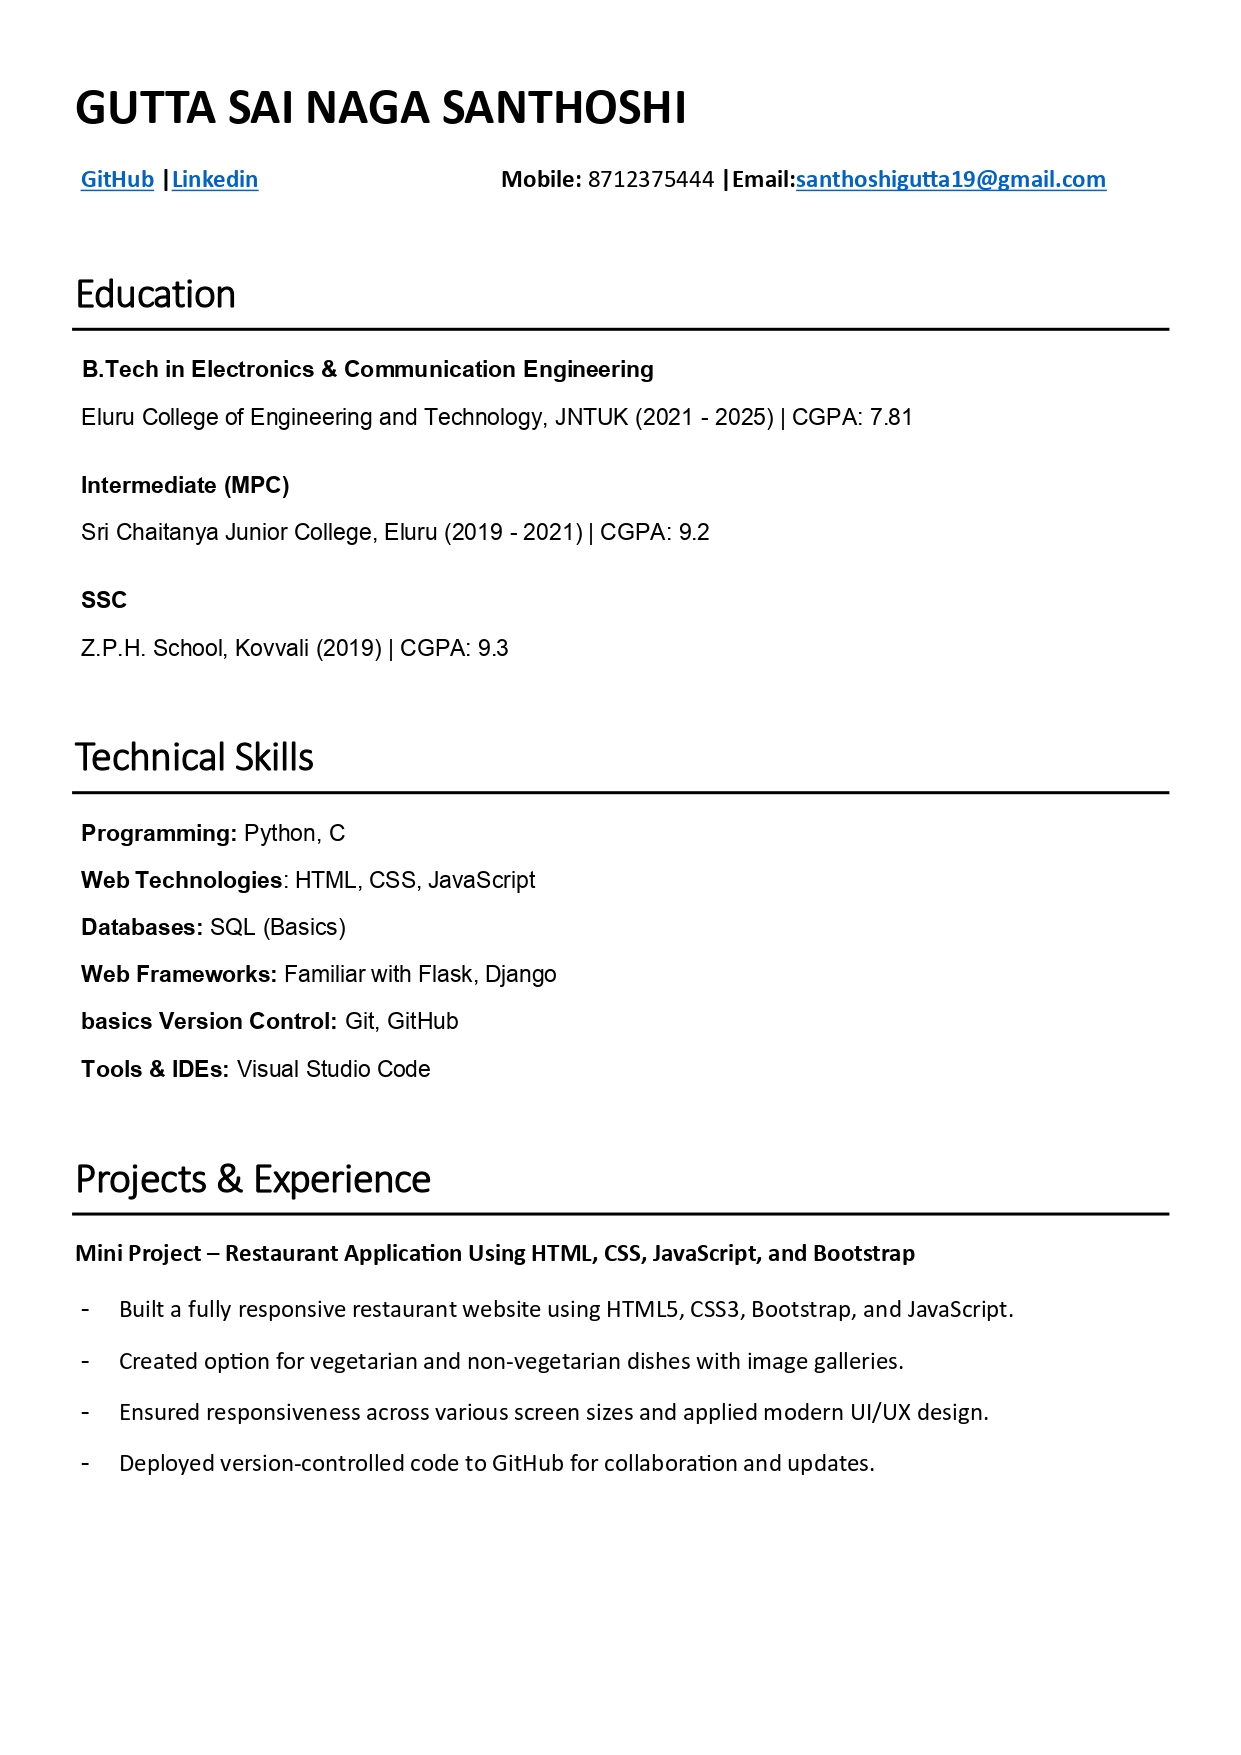 GUTTA SAI NAGA SANTHOSHI
GitHub |Linkedin Mobile: 8712375444 |Email:santhoshigutta19@gmail.com
Education
B.Tech in Electronics & Communication Engineering
Eluru College of Engineering and Technology, JNTUK (2021 - 2025) | CGPA: 7.81
Intermediate (MPC)
Sri Chaitanya Junior College, Eluru (2019 - 2021) | CGPA: 9.2
SSC
Z.P.H. School, Kovvali (2019) | CGPA: 9.3
Technical Skills
Programming: Python, C
Web Technologies: HTML, CSS, JavaScript
Databases: SQL (Basics)
Web Frameworks: Familiar with Flask, Django
basics Version Control: Git, GitHub
Tools & IDEs: Visual Studio Code
Projects & Experience
Mini Project – Restaurant Application Using HTML, CSS, JavaScript, and Bootstrap
- Built a fully responsive restaurant website using HTML5, CSS3, Bootstrap, and JavaScript.
- Created option for vegetarian and non-vegetarian dishes with image galleries.
- Ensured responsiveness across various screen sizes and applied modern UI/UX design.
- Deployed version-controlled code to GitHub for collaboration and updates.